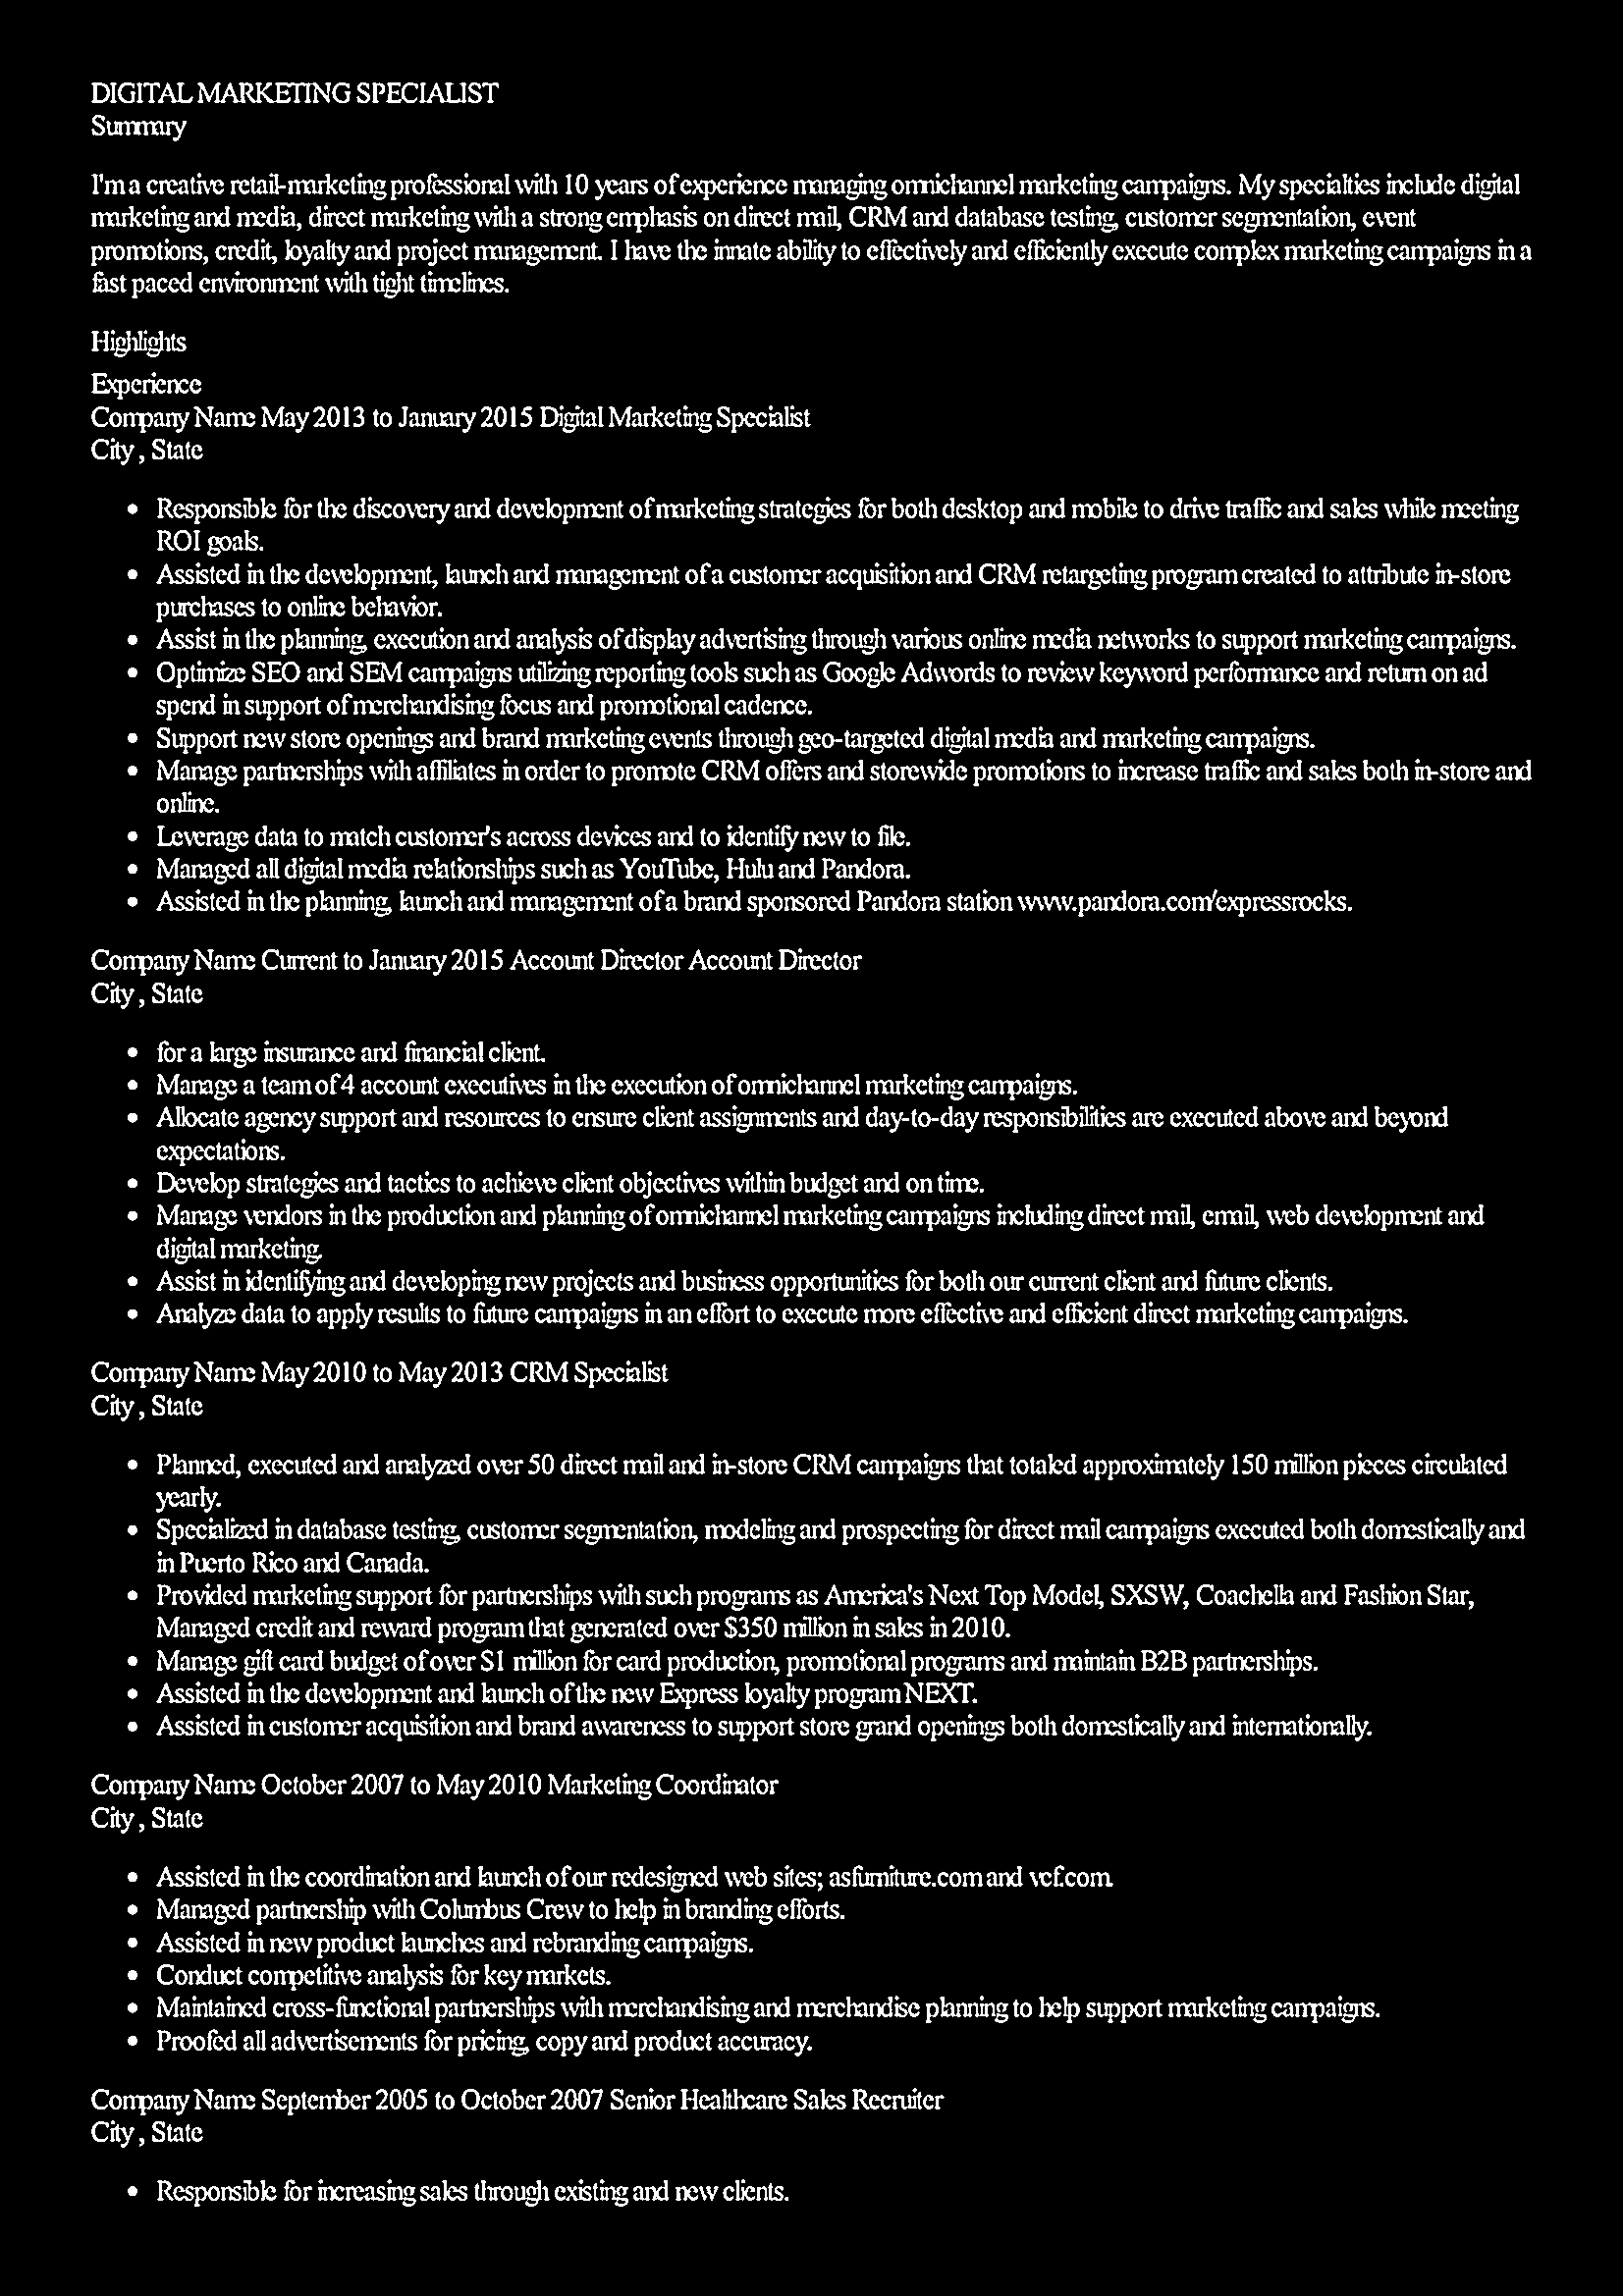 DIGITAL MARKETING SPECIALIST
Summary
I'm a creative retail-marketing professional with 10 years of experience managing omnichannel marketing campaigns. My specialties include digital
marketing and media, direct marketing with a strong emphasis on direct mail, CRM and database testing, customer segmentation, event
promotions, credit, loyalty and project management. I have the innate ability to effectively and efficiently execute complex marketing campaigns in a
fast paced environment with tight timelines.
Highlights
Experience
Company Name May 2013 to January 2015 Digital Marketing Specialist
City , State
• Responsible for the discovery and development of marketing strategies for both desktop and mobile to drive traffic and sales while meeting
ROI goals.
• Assisted in the development, launch and management of a customer acquisition and CRM retargeting program created to attribute in-store
purchases to online behavior.
• Assist in the planning, execution and analysis of display advertising through various online media networks to support marketing campaigns.
• Optimize SEO and SEM campaigns utilizing reporting tools such as Google Adwords to review keyword performance and return on ad
spend in support of merchandising focus and promotional cadence.
• Support new store openings and brand marketing events through geo-targeted digital media and marketing campaigns.
• Manage partnerships with affiliates in order to promote CRM offers and storewide promotions to increase traffic and sales both in-store and
online.
• Leverage data to match customer's across devices and to identify new to file.
• Managed all digital media relationships such as YouTube, Hulu and Pandora.
• Assisted in the planning, launch and management of a brand sponsored Pandora station www.pandora.com/expressrocks.
Company Name Current to January 2015 Account Director Account Director
City , State
• for a large insurance and financial client.
• Manage a team of 4 account executives in the execution of omnichannel marketing campaigns.
• Allocate agency support and resources to ensure client assignments and day-to-day responsibilities are executed above and beyond
expectations.
• Develop strategies and tactics to achieve client objectives within budget and on time.
• Manage vendors in the production and planning of omnichannel marketing campaigns including direct mail, email, web development and
digital marketing.
• Assist in identifying and developing new projects and business opportunities for both our current client and future clients.
• Analyze data to apply results to future campaigns in an effort to execute more effective and efficient direct marketing campaigns.
Company Name May 2010 to May 2013 CRM Specialist
City , State
• Planned, executed and analyzed over 50 direct mail and in-store CRM campaigns that totaled approximately 150 million pieces circulated
yearly.
• Specialized in database testing, customer segmentation, modeling and prospecting for direct mail campaigns executed both domestically and
in Puerto Rico and Canada.
• Provided marketing support for partnerships with such programs as America's Next Top Model, SXSW, Coachella and Fashion Star,
Managed credit and reward program that generated over $350 million in sales in 2010.
• Manage gift card budget of over $1 million for card production, promotional programs and maintain B2B partnerships.
• Assisted in the development and launch of the new Express loyalty program NEXT.
• Assisted in customer acquisition and brand awareness to support store grand openings both domestically and internationally.
Company Name October 2007 to May 2010 Marketing Coordinator
City , State
• Assisted in the coordination and launch of our redesigned web sites; asfurniture.com and vcf.com.
• Managed partnership with Columbus Crew to help in branding efforts.
• Assisted in new product launches and rebranding campaigns.
• Conduct competitive analysis for key markets.
• Maintained cross-functional partnerships with merchandising and merchandise planning to help support marketing campaigns.
• Proofed all advertisements for pricing, copy and product accuracy.
Company Name September 2005 to October 2007 Senior Healthcare Sales Recruiter
City , State
• Responsible for increasing sales through existing and new clients.